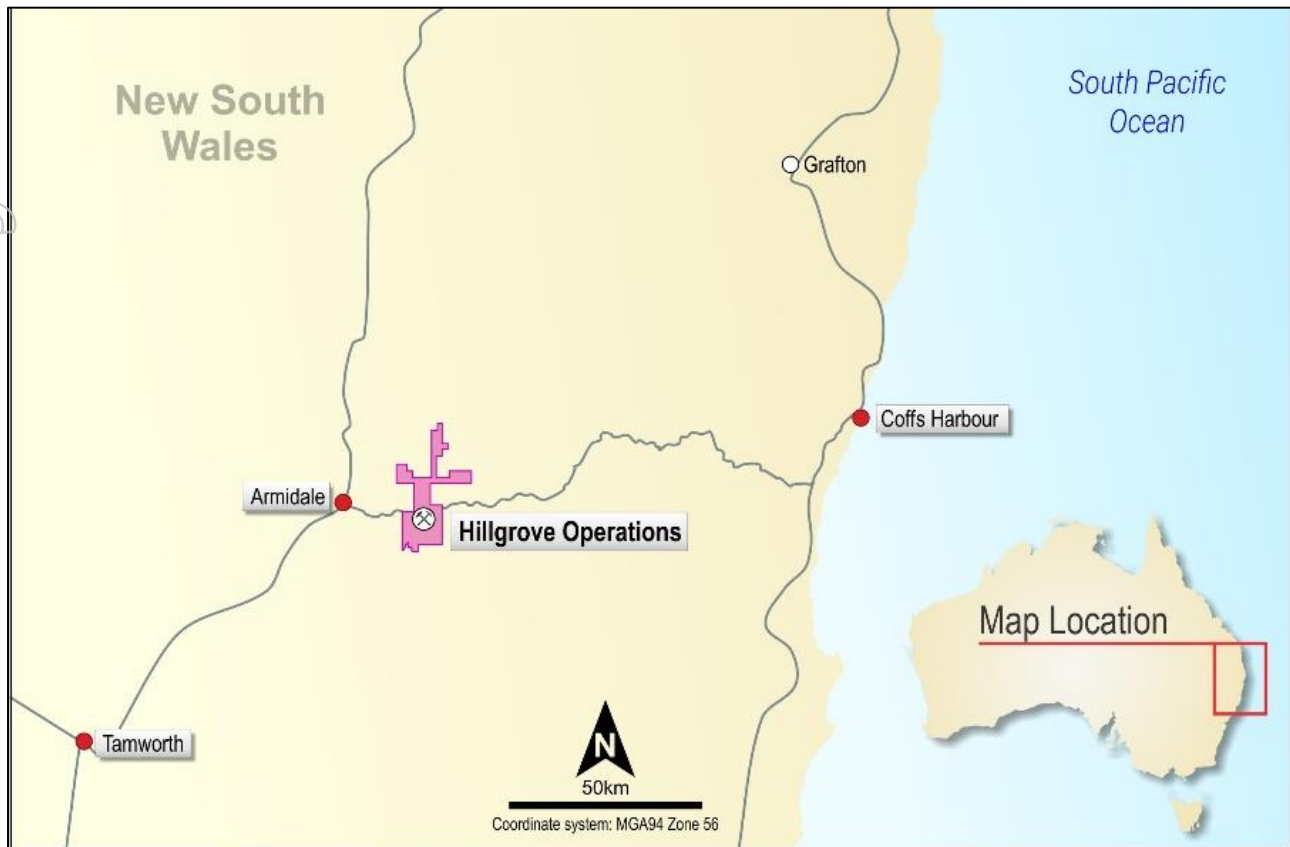 New South
Wales
South Pacific
Ocean
Grafton
Coffs Harbour
Armidale
Hillgrove Operations
Map Location
Tamworth
N
50km
Coordinate system: MGA94 Zone 56